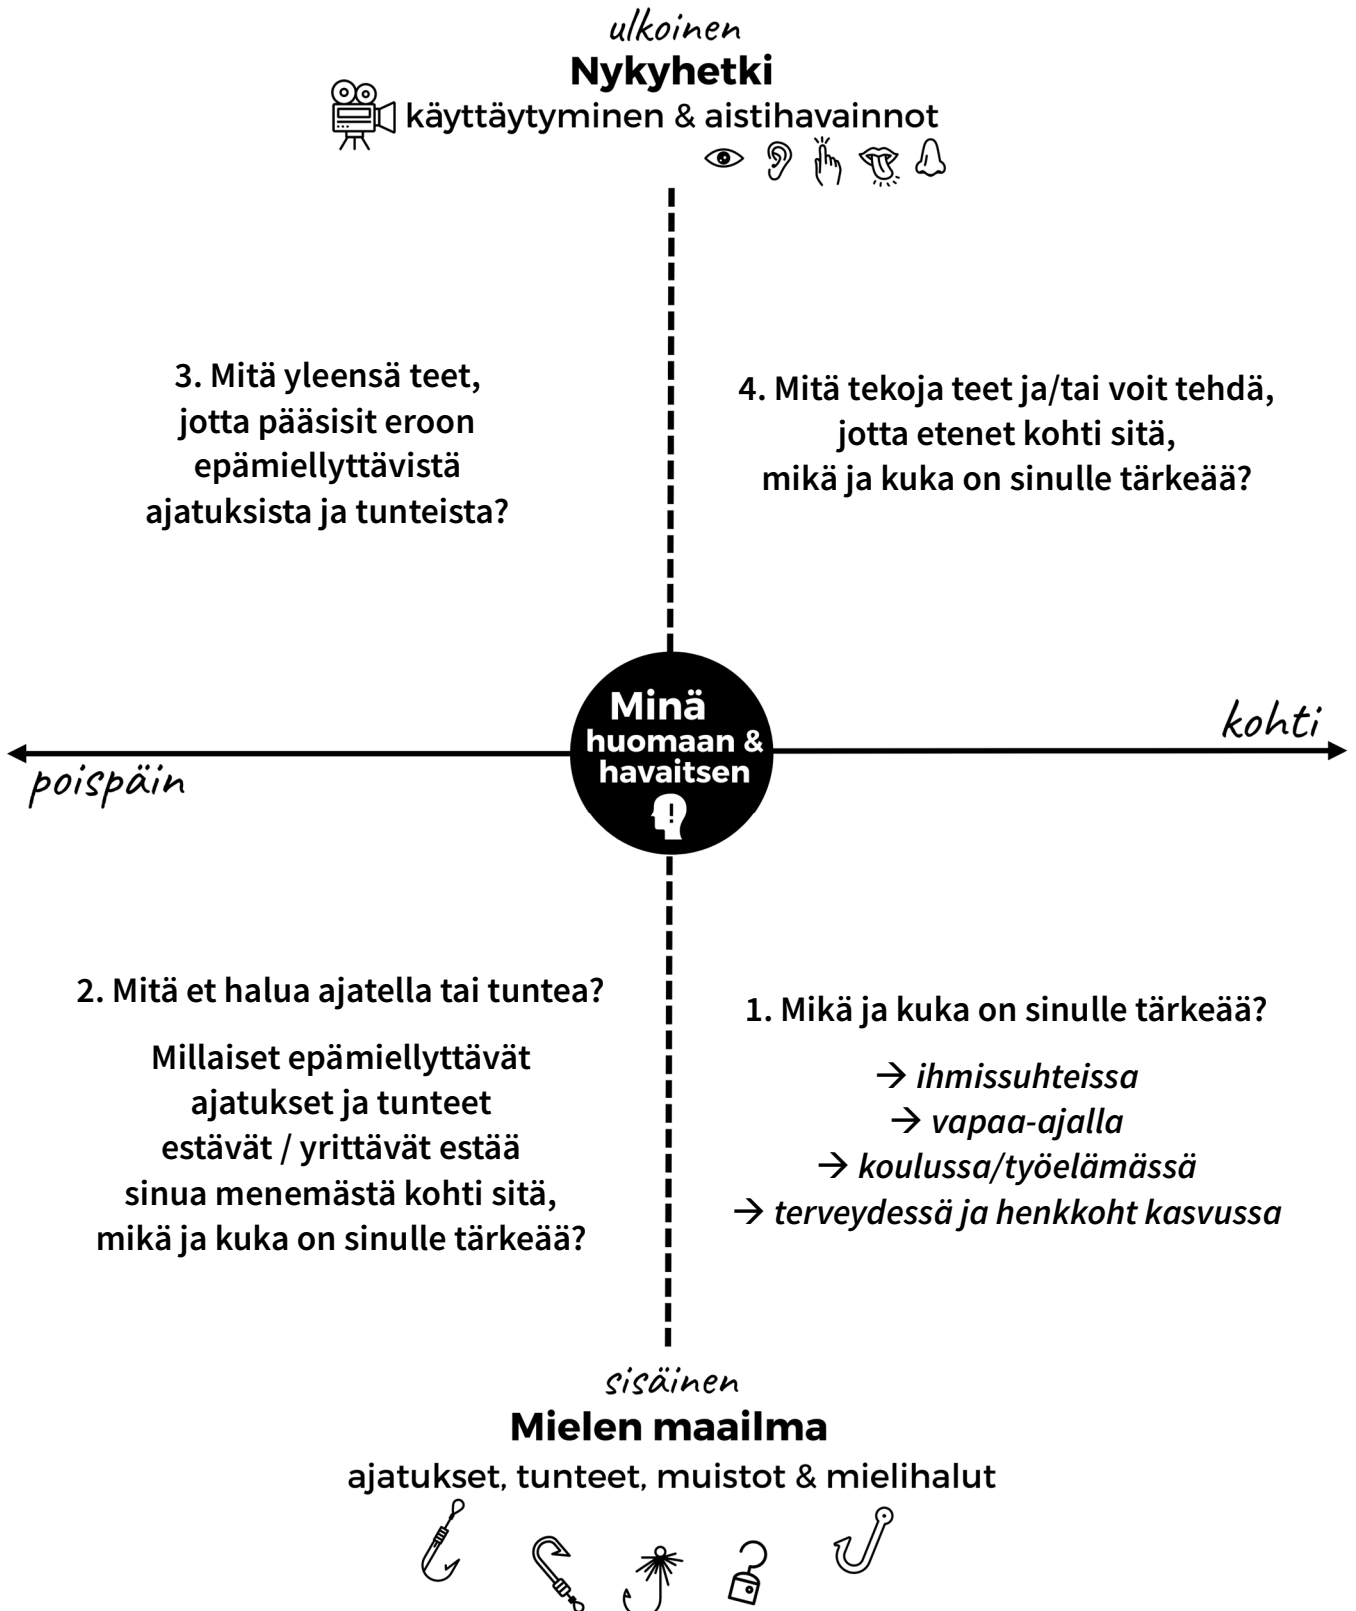 ulkoinen
Nykyhetki
käyttäytyminen & aistihavainnot
3. Mitä yleensä teet,
jotta pääsisit eroon
epämiellyttävistä
ajatuksista ja tunteista?
4. Mitä tekoja teet ja/tai voit tehdä,
jotta etenet kohti sitä,
mikä ja kuka on sinulle tärkeää?
Minä
huomaan &
havaitsen
!
kohti
poispäin
2. Mitä et halua ajatella tai tuntea?
Millaiset epämiellyttävät
ajatukset ja tunteet
estävät / yrittävät estää
sinua menemästä kohti sitä,
mikä ja kuka on sinulle tärkeää?
1. Mikä ja kuka on sinulle tärkeää?
→ ihmissuhteissa
→ vapaa-ajalla
→ koulussa/työelämässä
→ terveydessä ja henkkoht kasvussa
sisäinen
Mielen maailma
ajatukset, tunteet, muistot & mielihalut